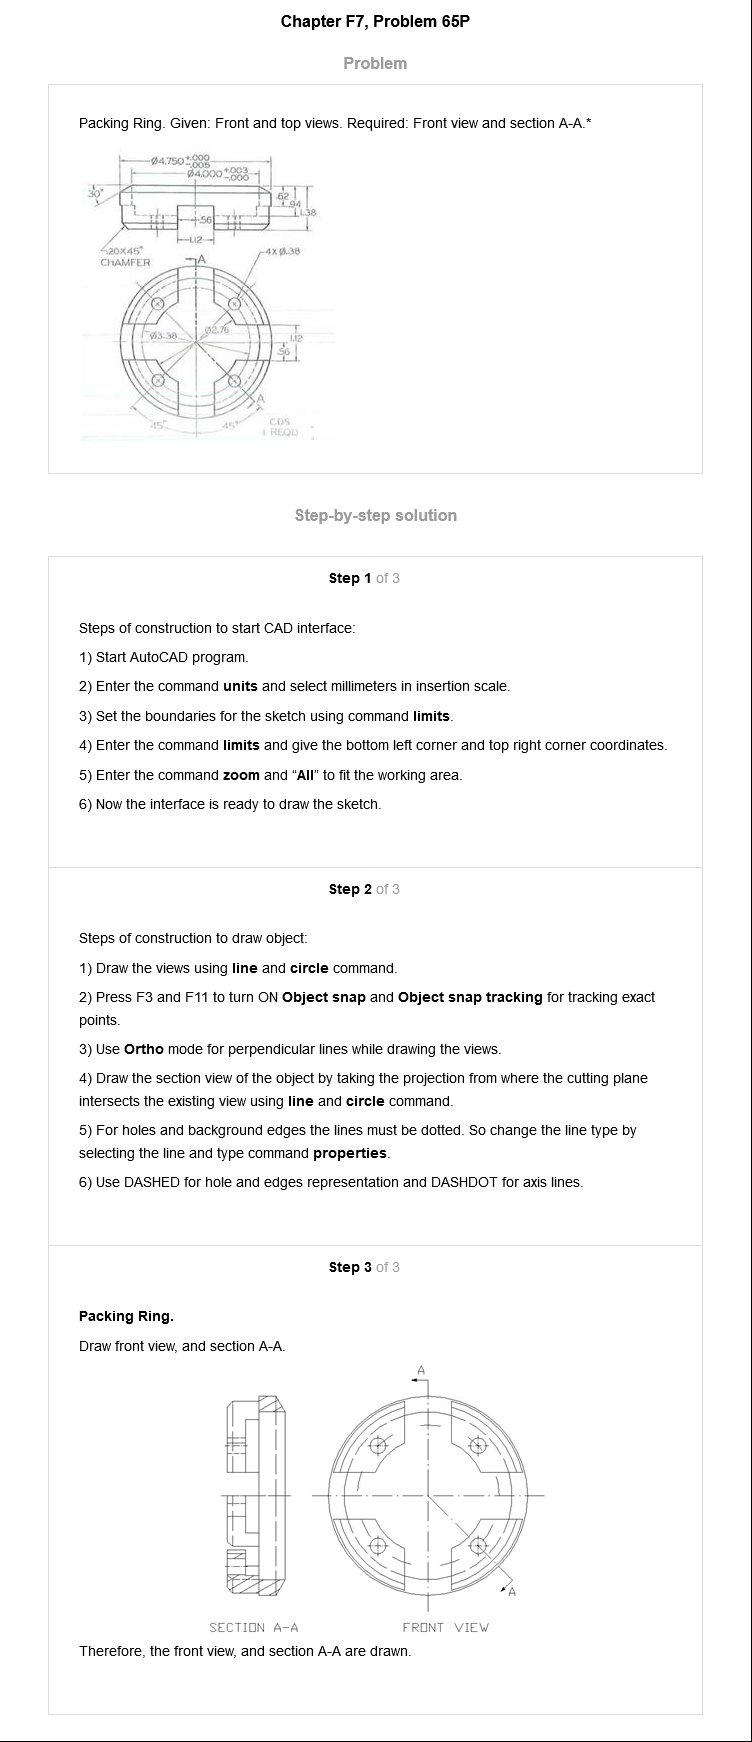 Chapter F7, Problem 65P
Problem
Packing Ring. Given: Front and top views. Required: Front view and section A-A.*
Ø4.750 +.000 -.005
Ø4.000 +.003 -.000
30°
.62
.94
1.38
.56
1.12
.20X45°
CHAMFER
A
4X Ø.38
Ø3.38
Ø2.76
1.12
.56
A
45°
45°
CDS
1 REQD
Step-by-step solution
Step 1 of 3
Steps of construction to start CAD interface:
1) Start AutoCAD program.
2) Enter the command units and select millimeters in insertion scale.
3) Set the boundaries for the sketch using command limits.
4) Enter the command limits and give the bottom left corner and top right corner coordinates.
5) Enter the command zoom and “All” to fit the working area.
6) Now the interface is ready to draw the sketch.
Step 2 of 3
Steps of construction to draw object:
1) Draw the views using line and circle command.
2) Press F3 and F11 to turn ON Object snap and Object snap tracking for tracking exact
points.
3) Use Ortho mode for perpendicular lines while drawing the views.
4) Draw the section view of the object by taking the projection from where the cutting plane
intersects the existing view using line and circle command.
5) For holes and background edges the lines must be dotted. So change the line type by
selecting the line and type command properties.
6) Use DASHED for hole and edges representation and DASHDOT for axis lines.
Step 3 of 3
Packing Ring.
Draw front view, and section A-A.
A
A
SECTION A-A
FRONT VIEW
Therefore, the front view, and section A-A are drawn.